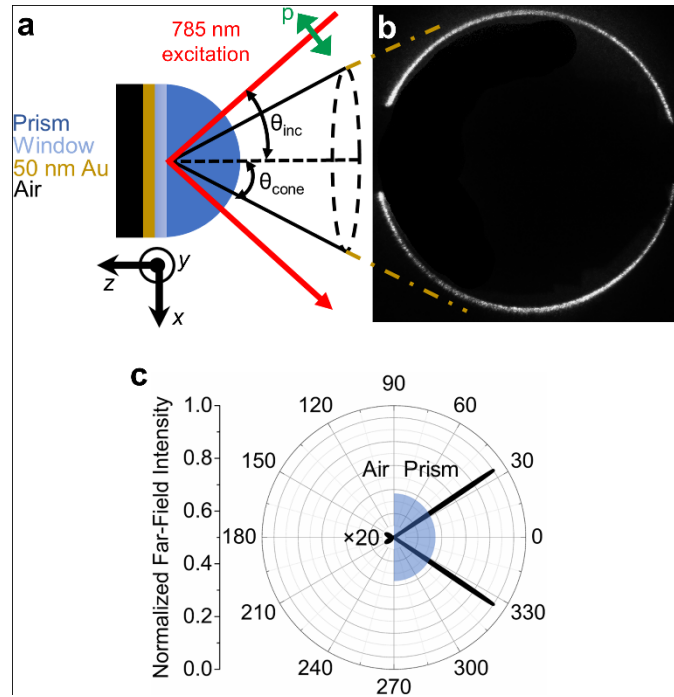 a
785 nm
excitation
p
θinc
θcone
Prism
Window
50 nm Au
Air
y
z
x
b
c
Normalized Far-Field Intensity
1.0
0.8
0.6
0.4
0.2
0.0
90
120
60
150
30
Air Prism
180
×20
0
210
330
240
300
270